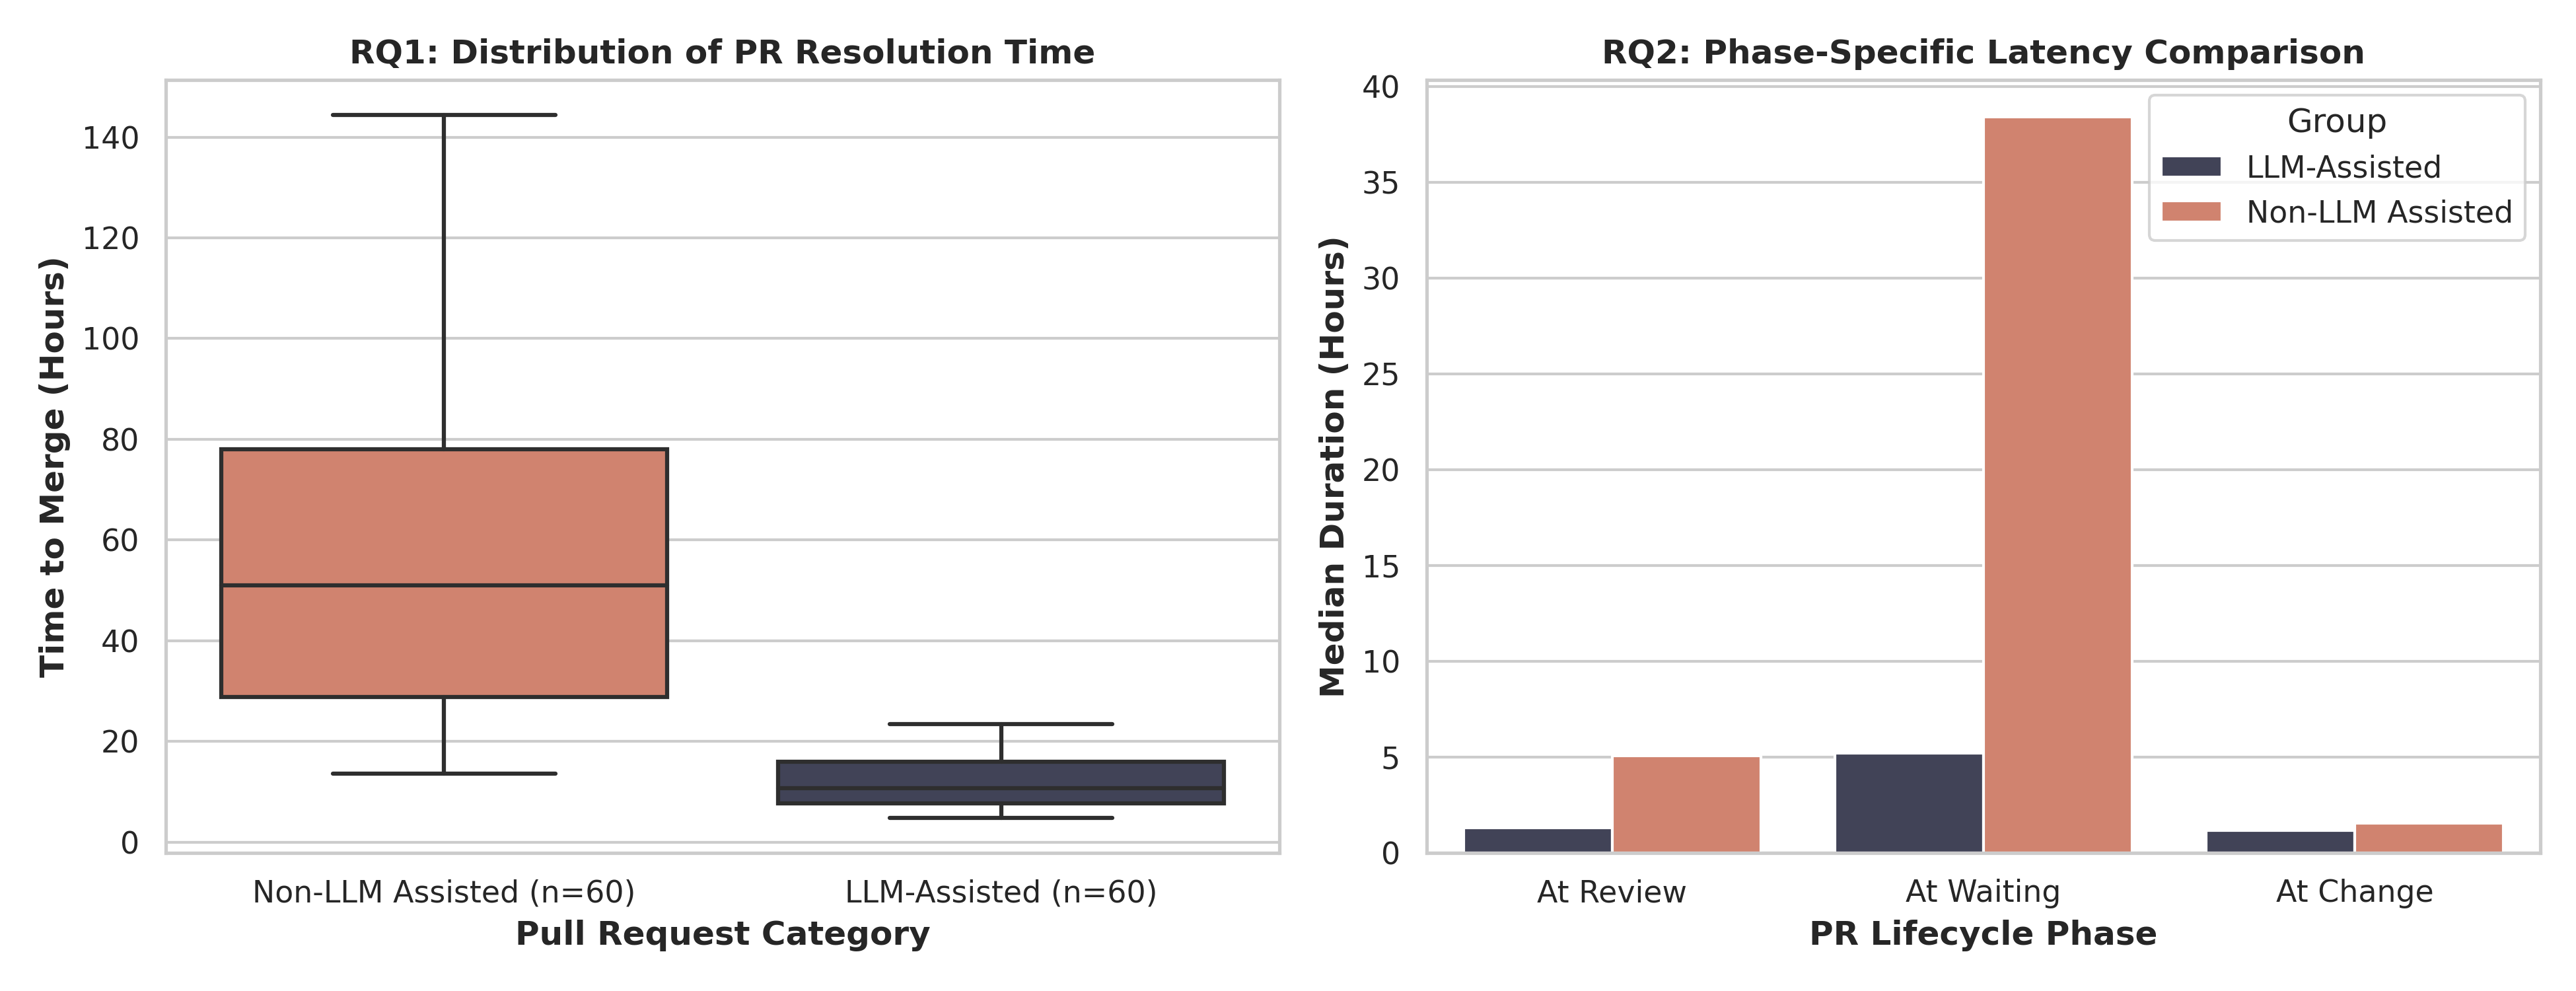 RQ1: Distribution of PR Resolution Time
Time to Merge (Hours)
140
120
100
80
60
40
20
0
Non-LLM Assisted (n=60)
LLM-Assisted (n=60)
Pull Request Category
RQ2: Phase-Specific Latency Comparison
Median Duration (Hours)
40
35
30
25
20
15
10
5
0
Group
LLM-Assisted
Non-LLM Assisted
At Review
At Waiting
At Change
PR Lifecycle Phase